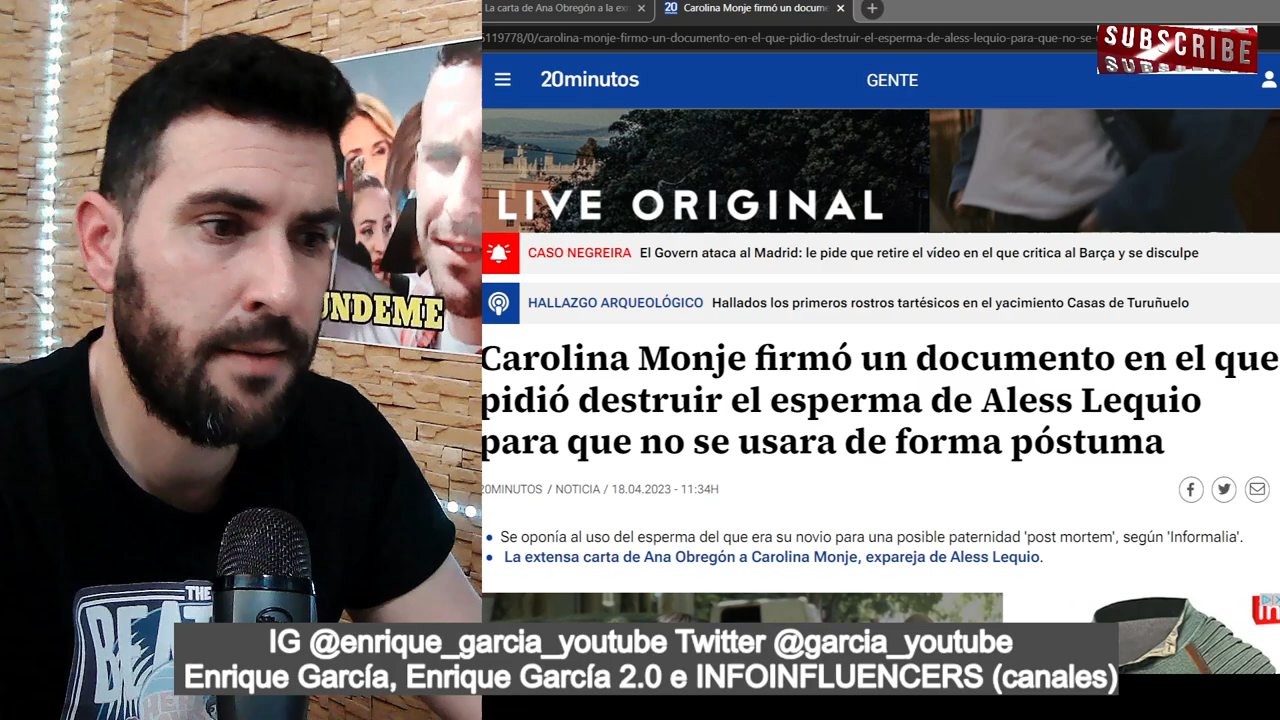 La carta de Ana Obregón a la
Carolina Monje firmó un docume
5119778/0/carolina-monje-firmo-un-documento-en-el-que-pidio-destruir-el-esperma-de-aless-lequio-para-que-no-se
SUBSCRIBE
20minutos
GENTE
LIVE ORIGINAL
CASO NEGREIRA El Govern ataca al Madrid: le pide que retire el vídeo en el que critica al Barça y se disculpe
HALLAZGO ARQUEOLÓGICO Hallados los primeros rostros tartésicos en el yacimiento Casas de Turuñuelo
UNDEME
Carolina Monje firmó un documento en el que
pidió destruir el esperma de Aless Lequio
para que no se usara de forma póstuma
20MINUTOS / NOTICIA / 18.04.2023 - 11:34H
Se oponía al uso del esperma del que era su novio para una posible paternidad 'post mortem', según 'Informalia'.
La extensa carta de Ana Obregón a Carolina Monje, expareja de Aless Lequio.
THE
BEAT
IG @enrique_garcia_youtube Twitter @garcia_youtube
Enrique García, Enrique García 2.0 e INFOINFLUENCERS (canales)